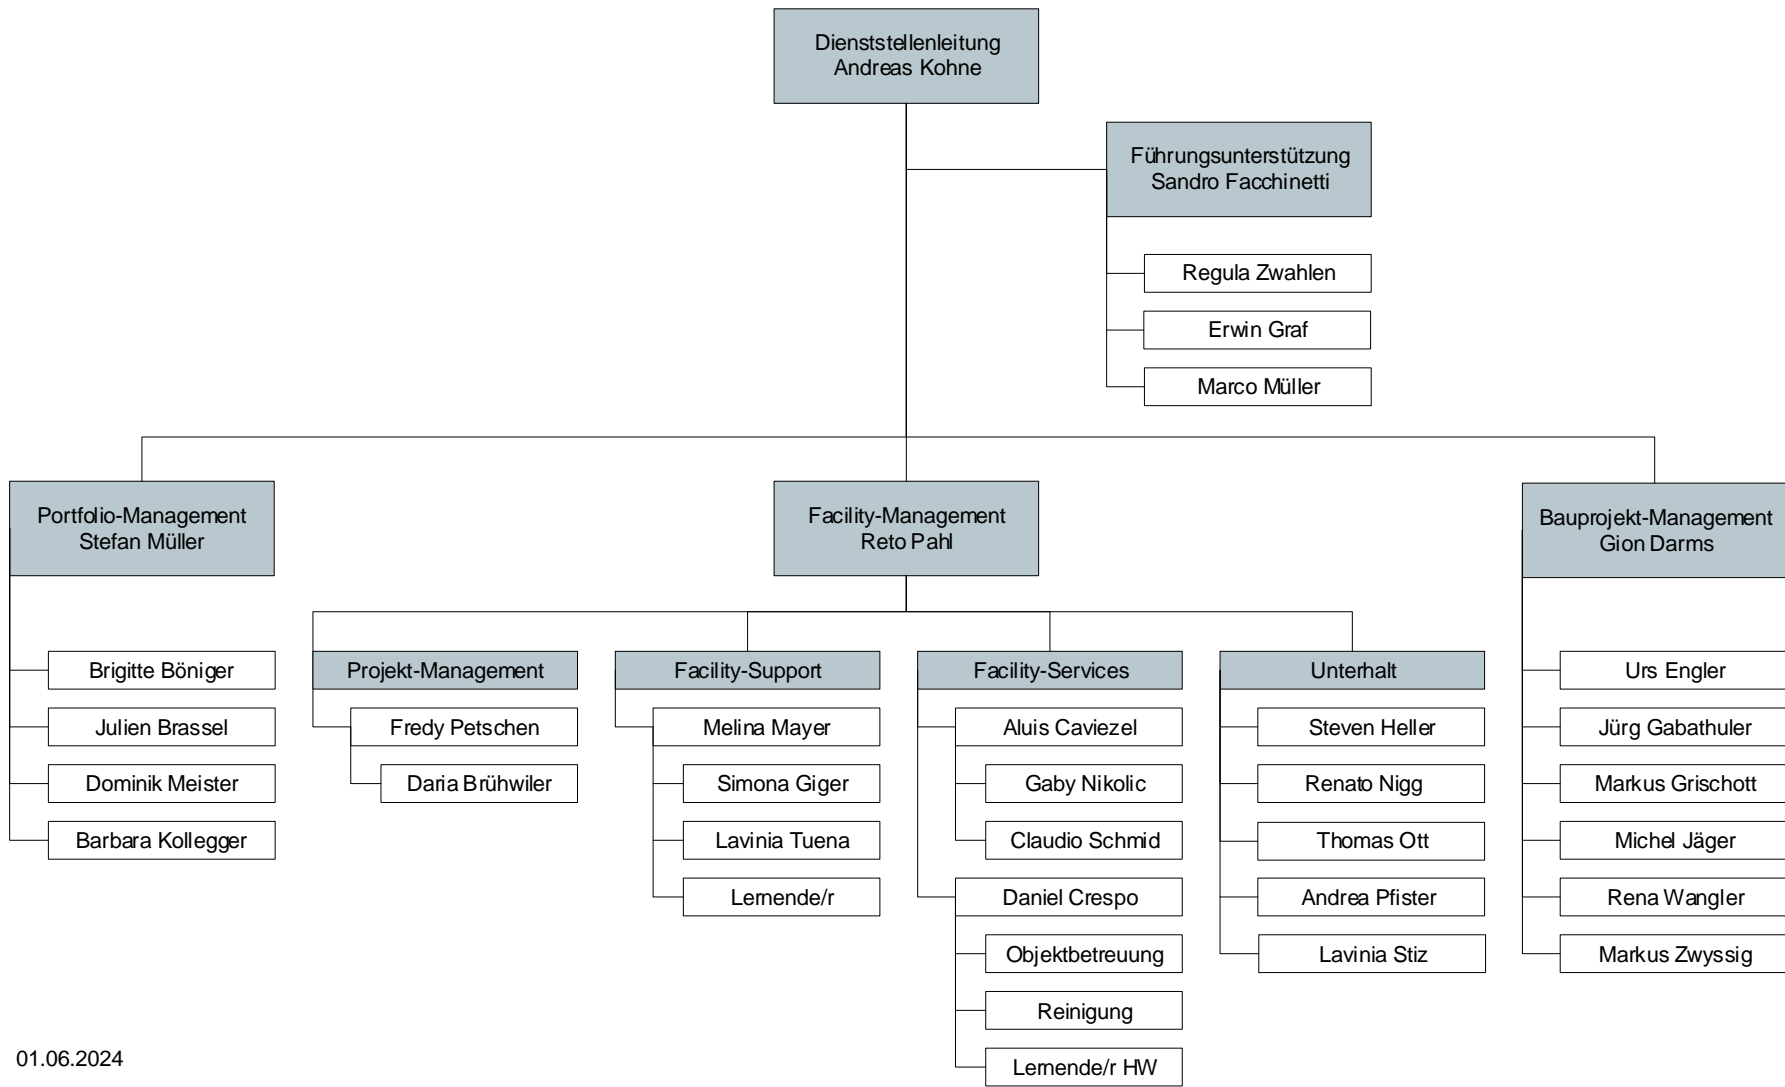 Dienststellenleitung
Andreas Kohne
Führungsunterstützung
Sandro Facchinetti
Regula Zwahlen
Erwin Graf
Marco Müller
Portfolio-Management
Stefan Müller
Brigitte Böniger
Julien Brassel
Dominik Meister
Barbara Kollegger
Facility-Management
Reto Pahl
Projekt-Management
Fredy Petschen
Daria Brühwiler
Facility-Support
Melina Mayer
Simona Giger
Lavinia Tuena
Lernende/r
Facility-Services
Aluis Caviezel
Gaby Nikolic
Claudio Schmid
Daniel Crespo
Objektbetreuung
Reinigung
Lernende/r HW
Unterhalt
Steven Heller
Renato Nigg
Thomas Ott
Andrea Pfister
Lavinia Stiz
Bauprojekt-Management
Gion Darms
Urs Engler
Jürg Gabathuler
Markus Grischott
Michel Jäger
Rena Wangler
Markus Zwyssig
01.06.2024